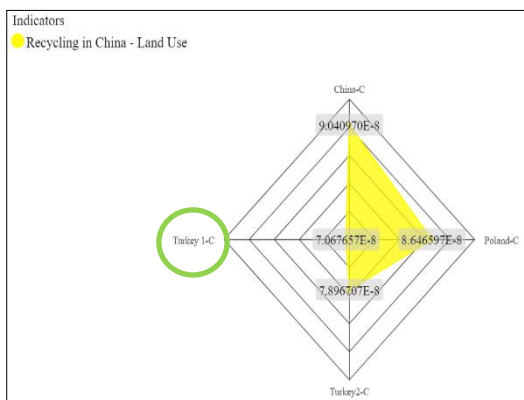 Indicators
Recycling in China - Land Use
China-C
9.040970E-8
Turkey 1-C
7.067657E-8
8.646597E-8
Poland-C
7.896707E-8
Turkey2-C